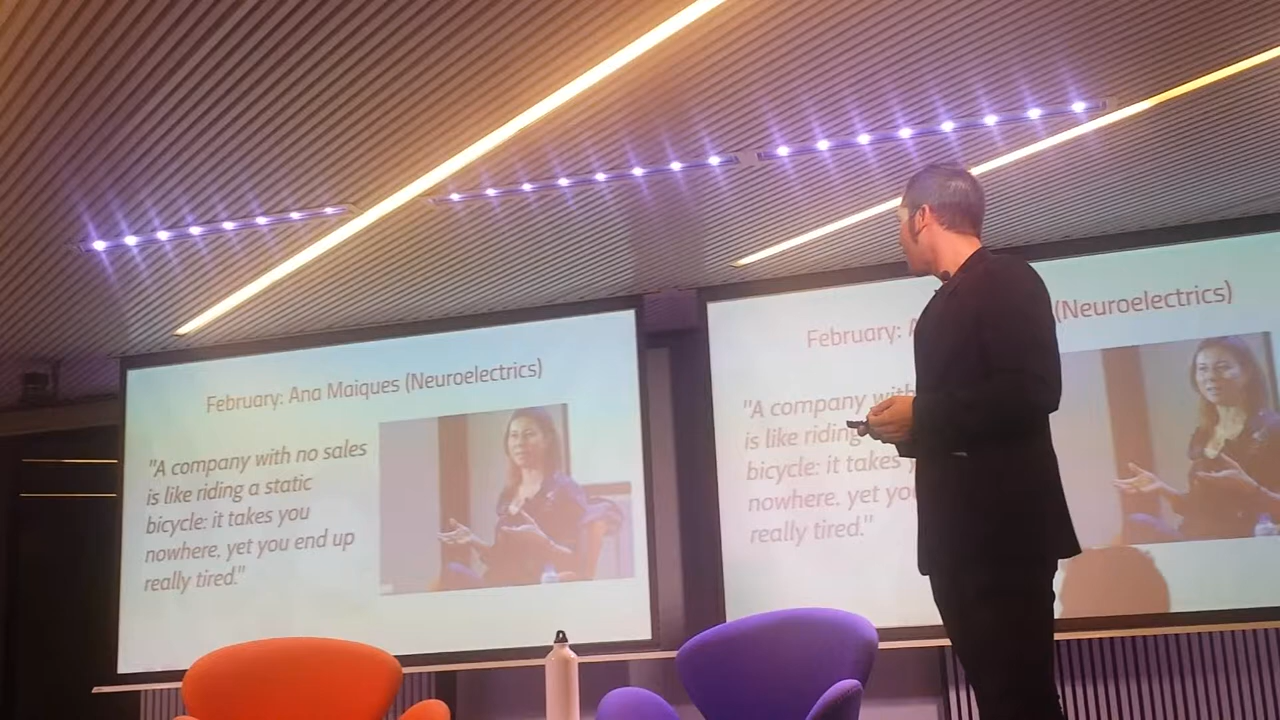 February: Ana Maiques (Neuroelectrics)
"A company with no sales
is like riding a static
bicycle: it takes you
nowhere, yet you end up
really tired."
February: A
(Neuroelectrics)
"A company with
is like riding
bicycle: it takes y
nowhere, yet you
really tired."